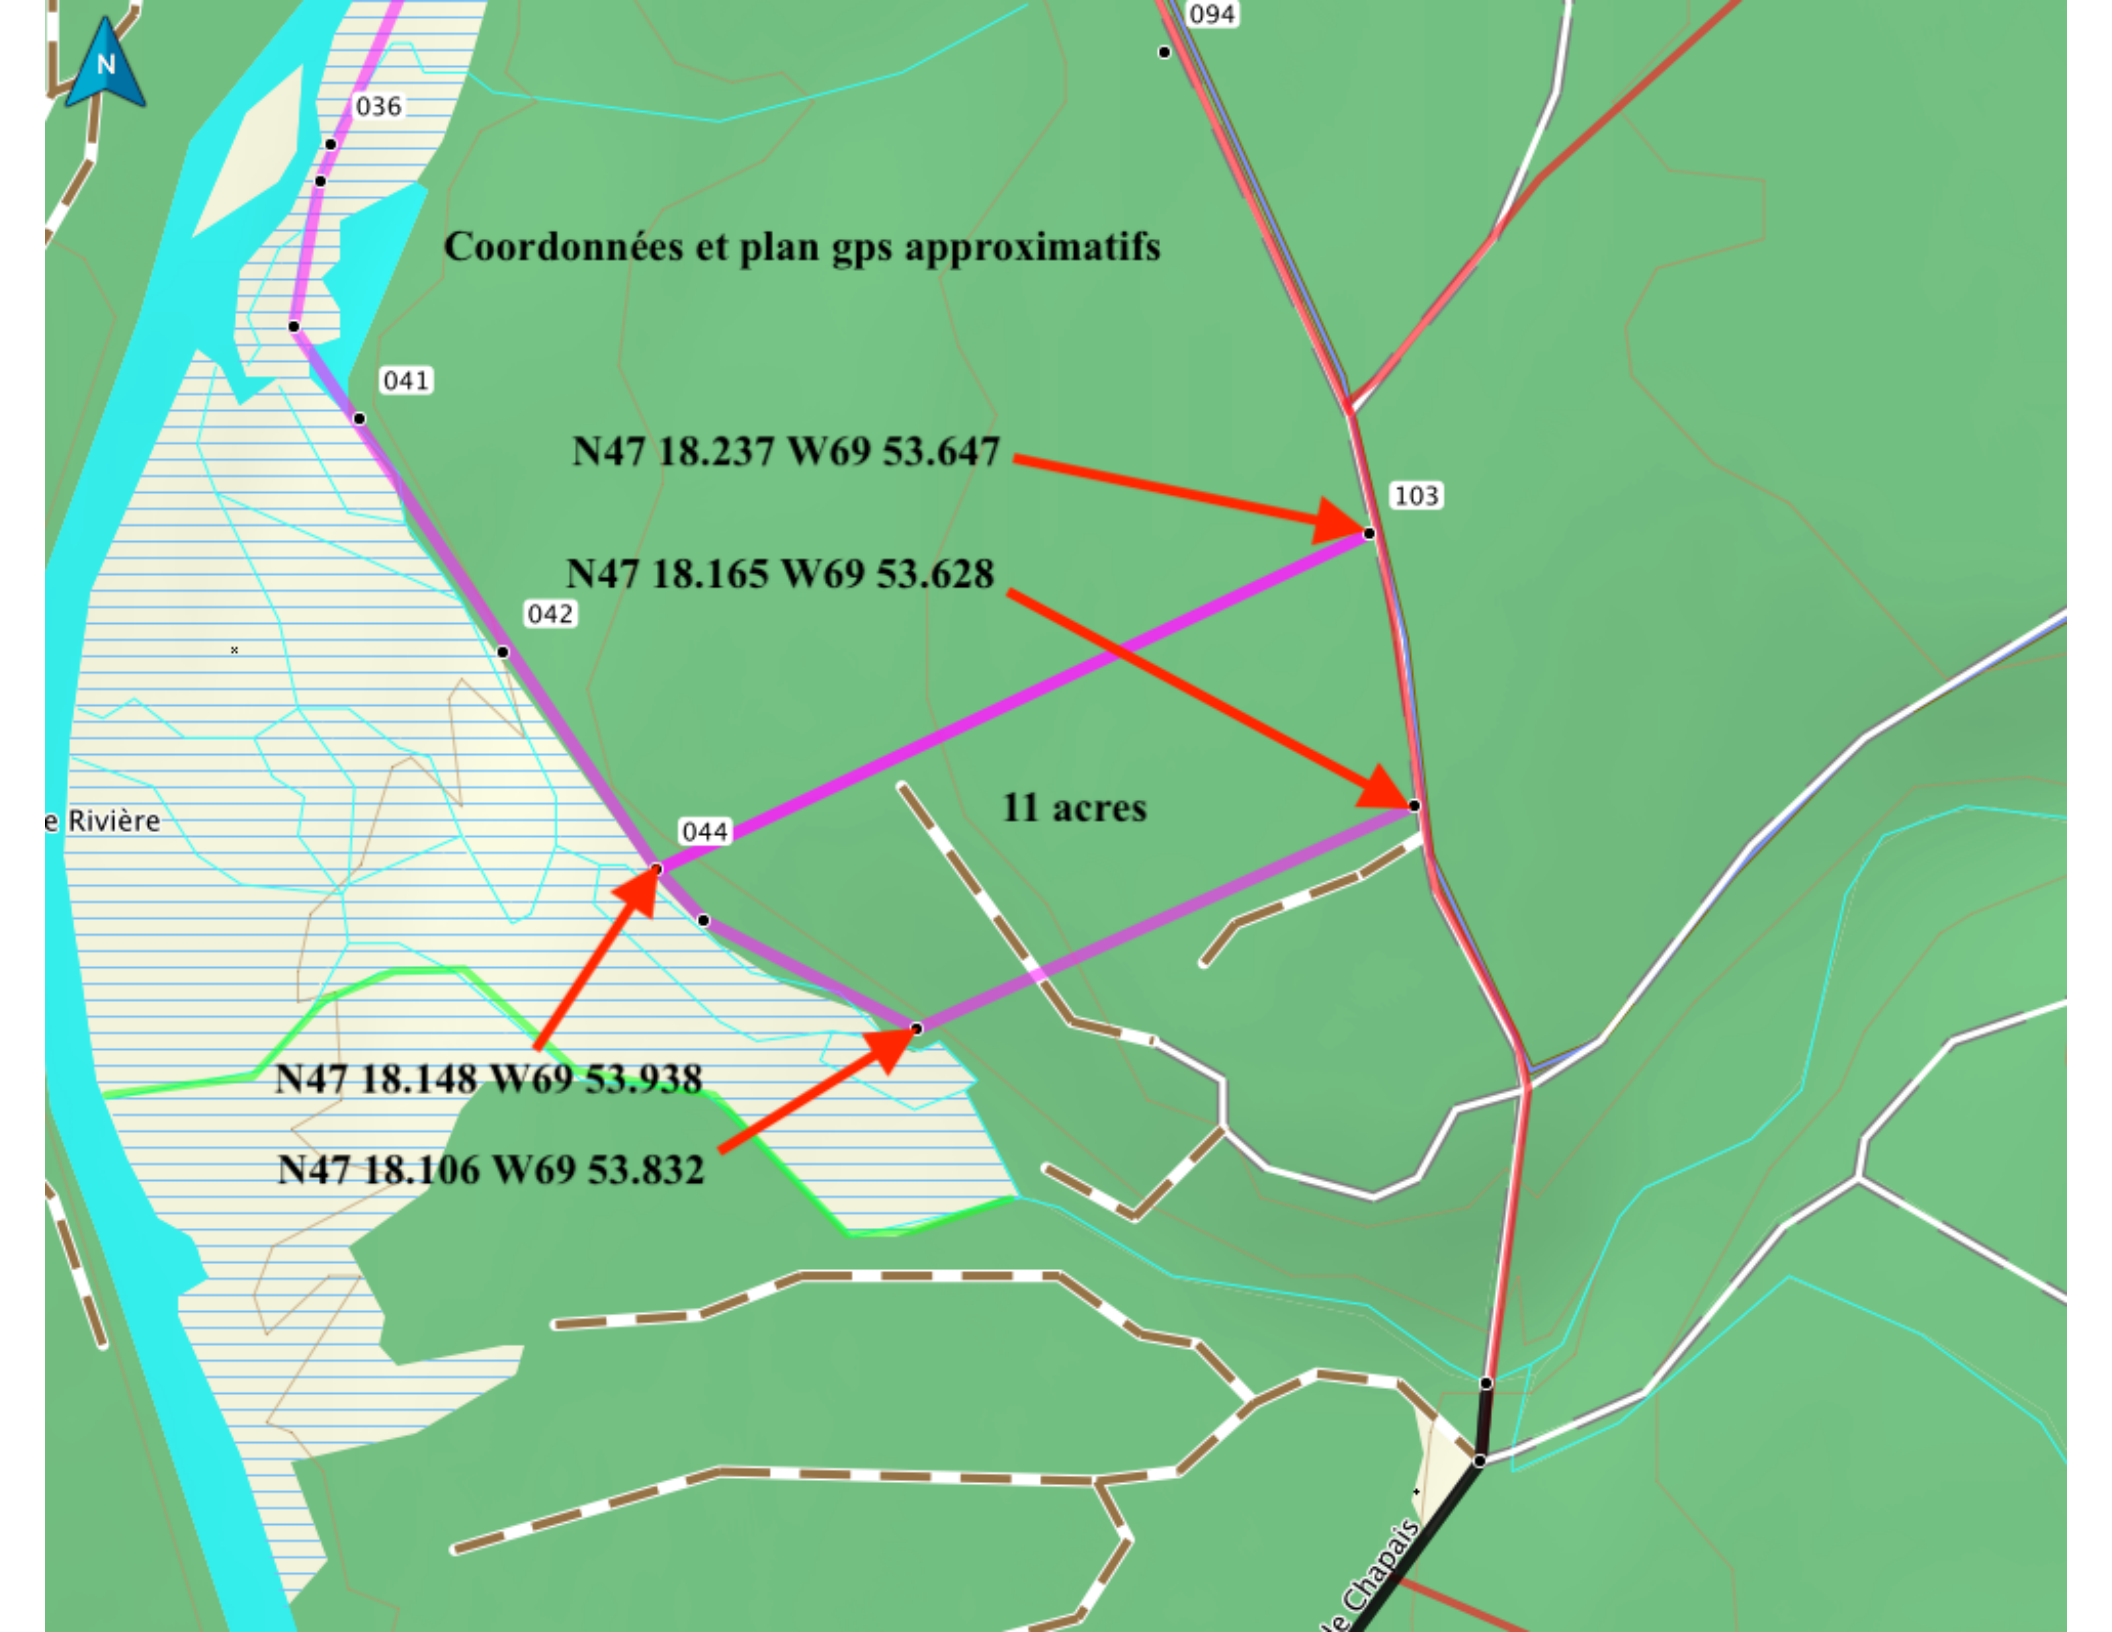 094
N
036
Coordonnées et plan gps approximatifs
041
N47 18.237 W69 53.647
103
N47 18.165 W69 53.628
042
11 acres
e Rivière
044
N47 18.148 W69 53.938
N47 18.106 W69 53.832
le Chapais